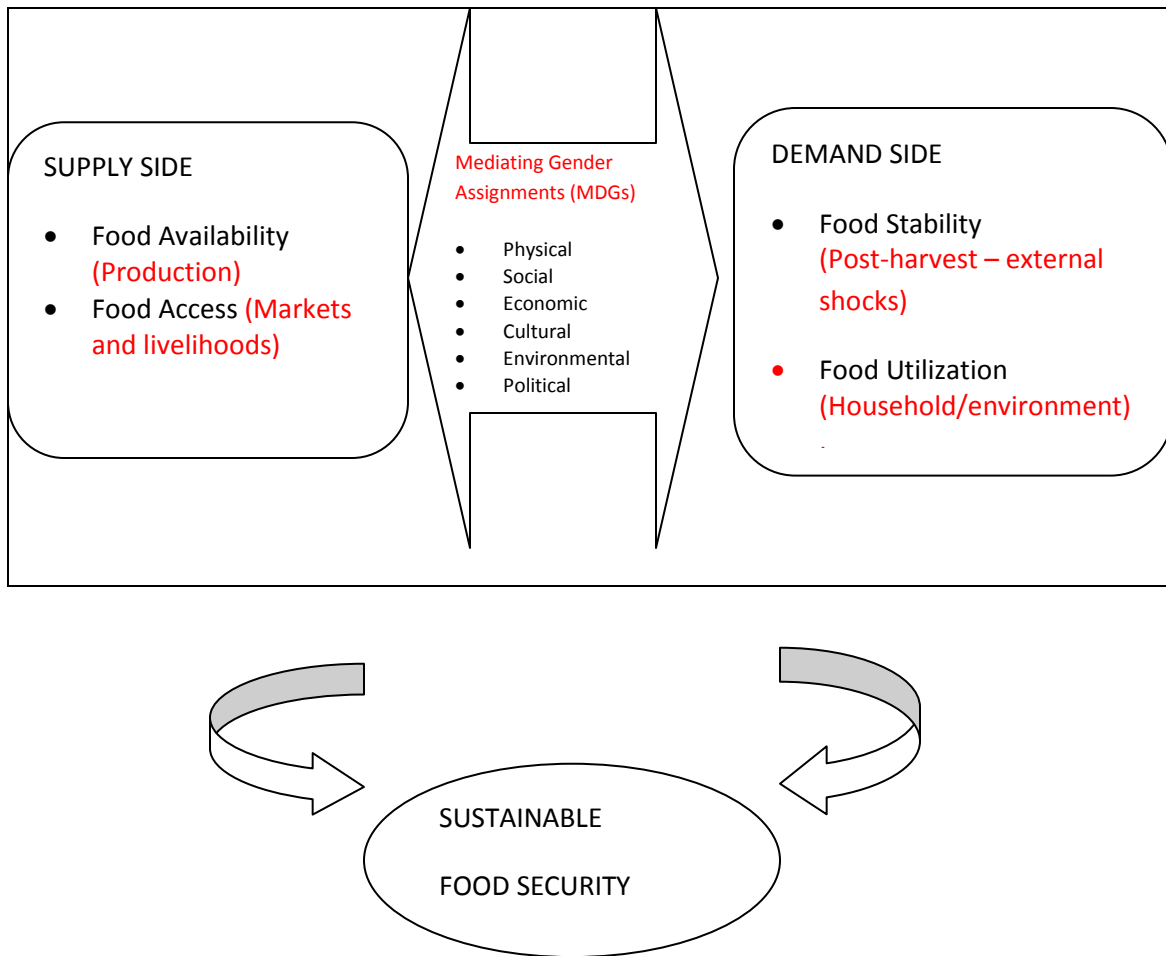 SUPPLY SIDE
• Food Availability
(Production)
• Food Access (Markets
and livelihoods)
Mediating Gender
Assignments (MDGs)
• Physical
• Social
• Economic
• Cultural
• Environmental
• Political
DEMAND SIDE
• Food Stability
(Post-harvest – external
shocks)
• Food Utilization
(Household/environment)
.
SUSTAINABLE
FOOD SECURITY